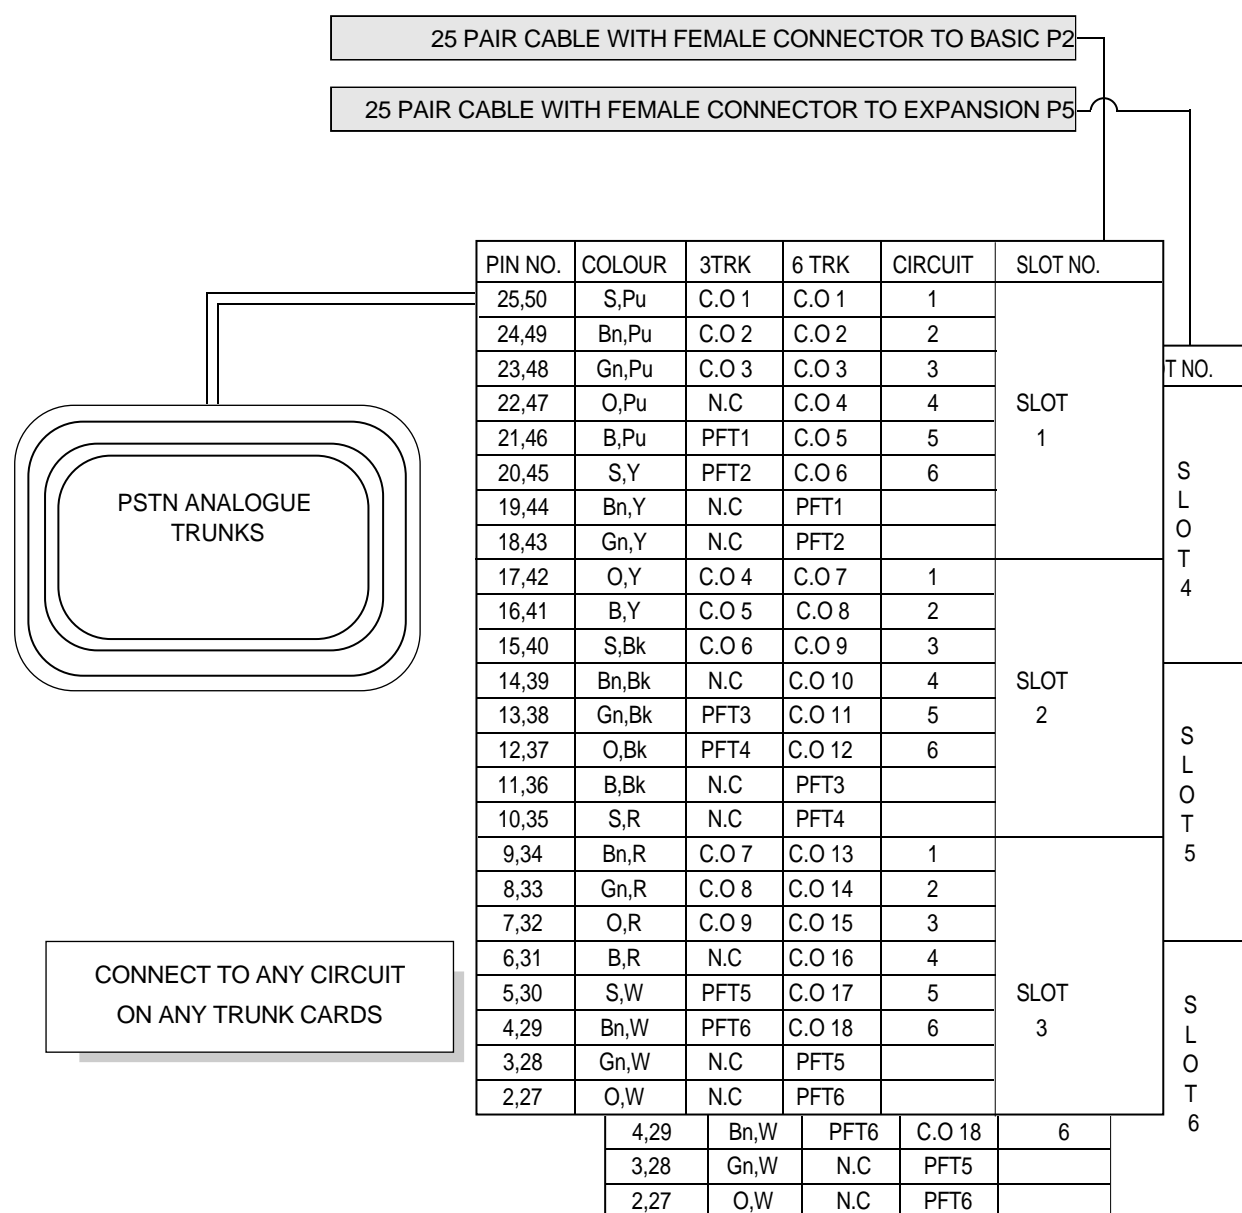 25 PAIR CABLE WITH FEMALE CONNECTOR TO BASIC P2
25 PAIR CABLE WITH FEMALE CONNECTOR TO EXPANSION P5
PIN NO. COLOUR 3TRK 6 TRK CIRCUIT SLOT NO.
25,50 S,Pu C.O 1 C.O 1 1
24,49 Bn,Pu C.O 2 C.O 2 2
23,48 Gn,Pu C.O 3 C.O 3 3
22,47 O,Pu N.C C.O 4 4
21,46 B,Pu PFT1 C.O 5 5
20,45 S,Y PFT2 C.O 6 6
19,44 Bn,Y N.C PFT1
18,43 Gn,Y N.C PFT2
SLOT
1
17,42 O,Y C.O 4 C.O 7 1
16,41 B,Y C.O 5 C.O 8 2
15,40 S,Bk C.O 6 C.O 9 3
14,39 Bn,Bk N.C C.O 10 4
13,38 Gn,Bk PFT3 C.O 11 5
12,37 O,Bk PFT4 C.O 12 6
11,36 B,Bk N.C PFT3
10,35 S,R N.C PFT4
SLOT
2
9,34 Bn,R C.O 7 C.O 13 1
8,33 Gn,R C.O 8 C.O 14 2
7,32 O,R C.O 9 C.O 15 3
6,31 B,R N.C C.O 16 4
5,30 S,W PFT5 C.O 17 5
4,29 Bn,W PFT6 C.O 18 6
3,28 Gn,W N.C PFT5
2,27 O,W N.C PFT6
SLOT
3
T NO.
S
L
O
T
4
S
L
O
T
5
S
L
O
T
6
4,29 Bn,W PFT6 C.O 18 6
3,28 Gn,W N.C PFT5
2,27 O,W N.C PFT6
PSTN ANALOGUE
TRUNKS
CONNECT TO ANY CIRCUIT
ON ANY TRUNK CARDS